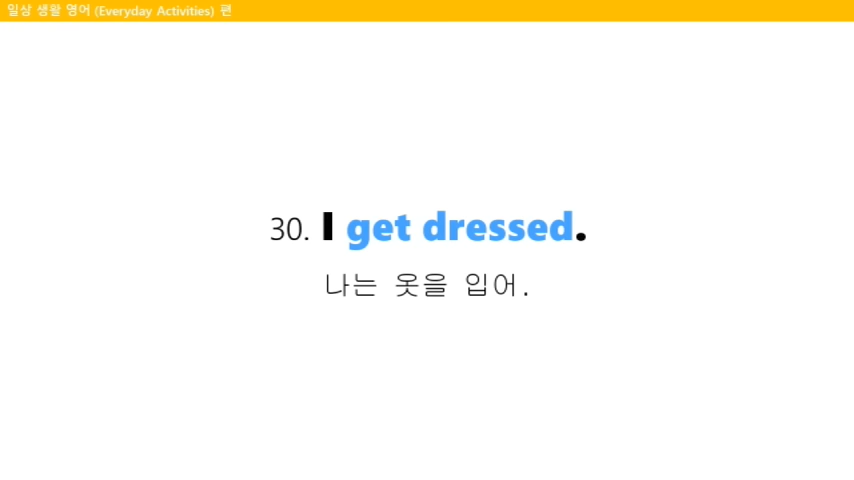 일상 생활 영어 (Everyday Activities) 편
30. I get dressed.
나는 옷을 입어.